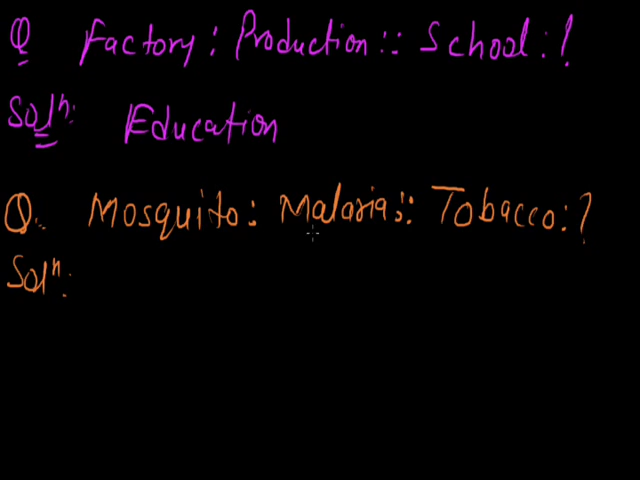 Q Factory : Production :: School : ?
Solⁿ: Education
Q. Mosquito : Malaria :: Tobacco : ?
Solⁿ: